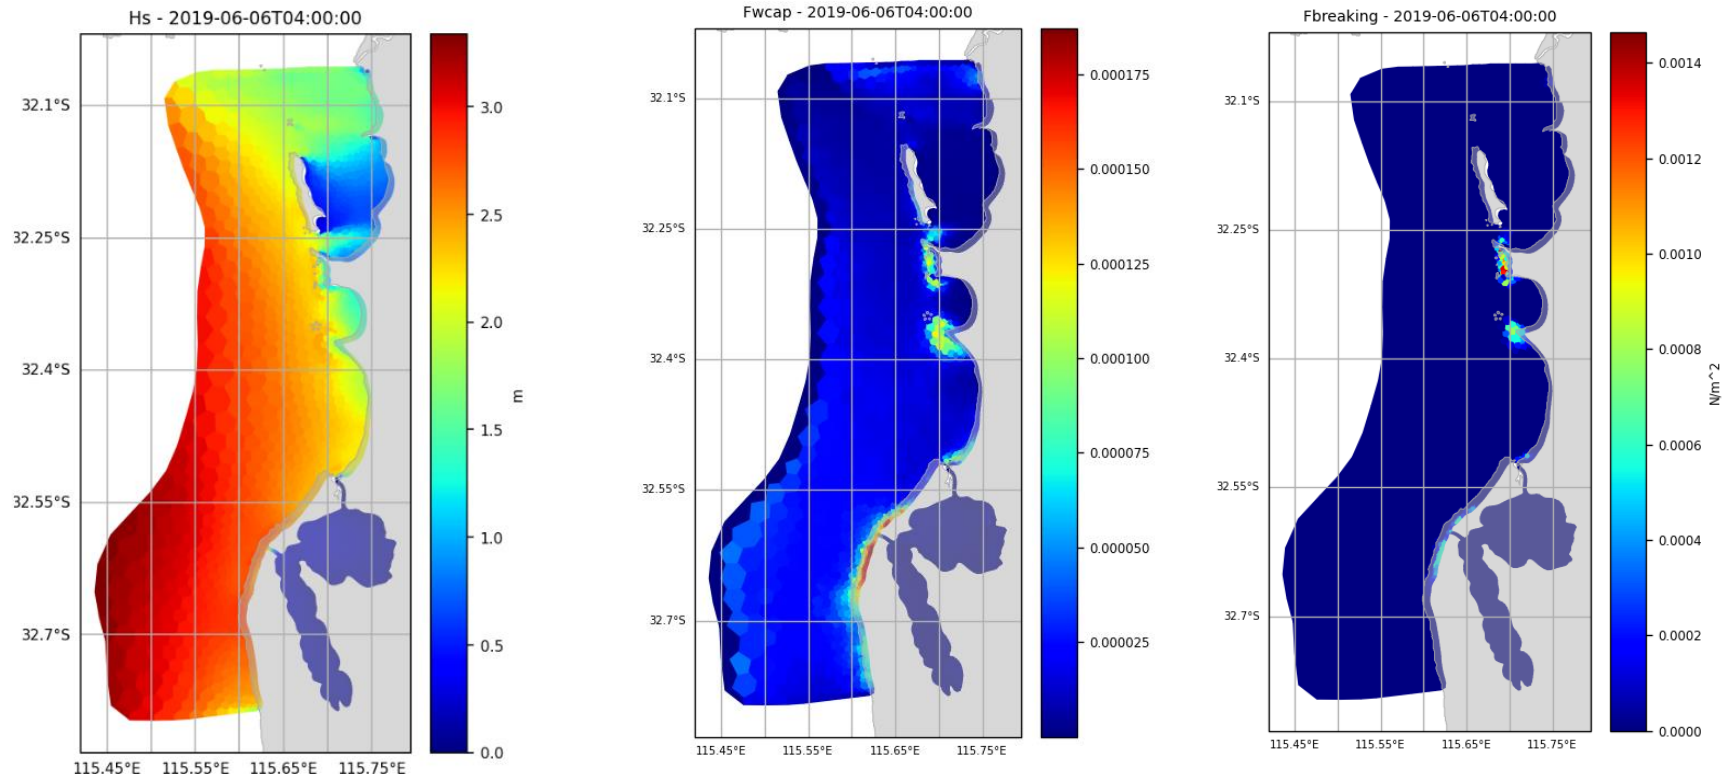 Hs - 2019-06-06T04:00:00
32.1°S
32.25°S
32.4°S
32.55°S
32.7°S
115.45°E 115.55°E 115.65°E 115.75°E
3.0
2.5
2.0
1.5
1.0
0.5
0.0
m
Fwcap - 2019-06-06T04:00:00
32.1°S
32.25°S
32.4°S
32.55°S
32.7°S
115.45°E 115.55°E 115.65°E 115.75°E
0.000175
0.000150
0.000125
0.000100
0.000075
0.000050
0.000025
Fbreaking - 2019-06-06T04:00:00
32.1°S
32.25°S
32.4°S
32.55°S
32.7°S
115.45°E 115.55°E 115.65°E 115.75°E
0.0014
0.0012
0.0010
0.0008
0.0006
0.0004
0.0002
0.0000
N/m^2